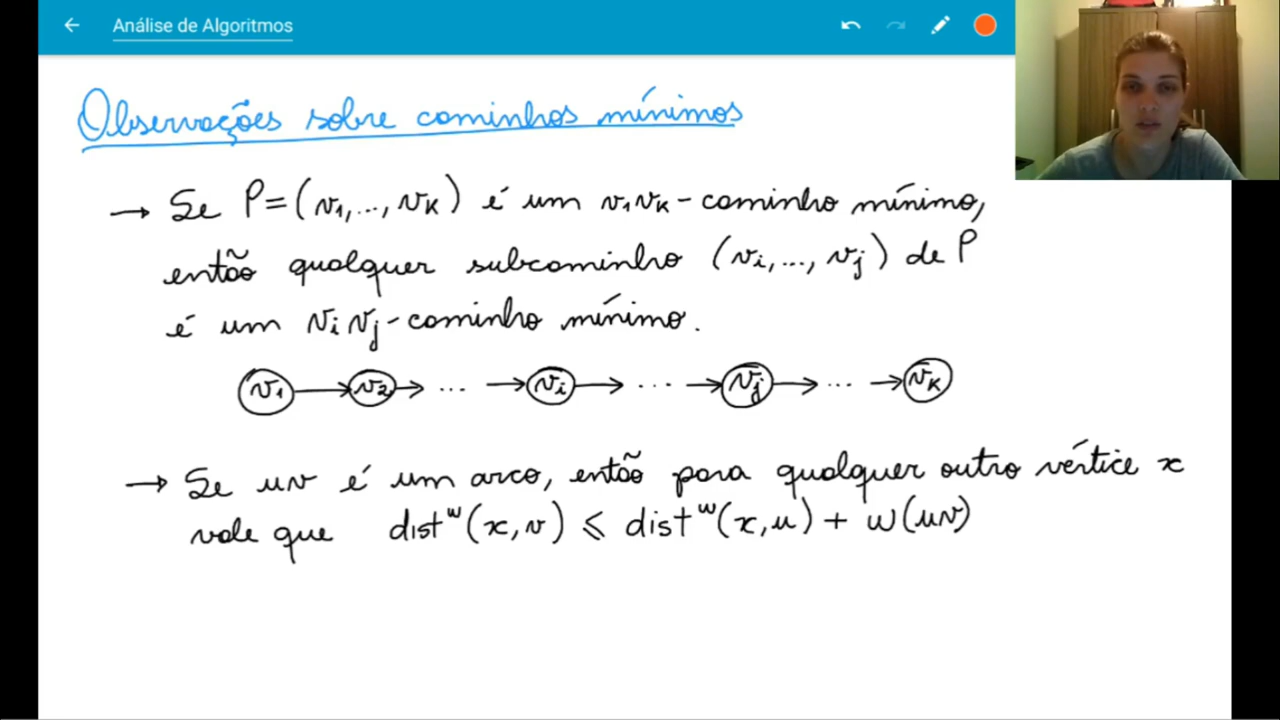 Análise de Algoritmos
Observações sobre caminhos mínimos
→ Se P=(v₁,..., vₖ) é um v₁vₖ-caminho mínimo,
então qualquer subcaminho (vᵢ,..., vⱼ) de P
é um vᵢvⱼ-caminho mínimo.
v₁ → v₂ → ... → vᵢ → ... → vⱼ → ... → vₖ
→ Se uv é um arco, então para qualquer outro vértice x
vale que distʷ(x,v) ⩽ distʷ(x,u) + w(uv)